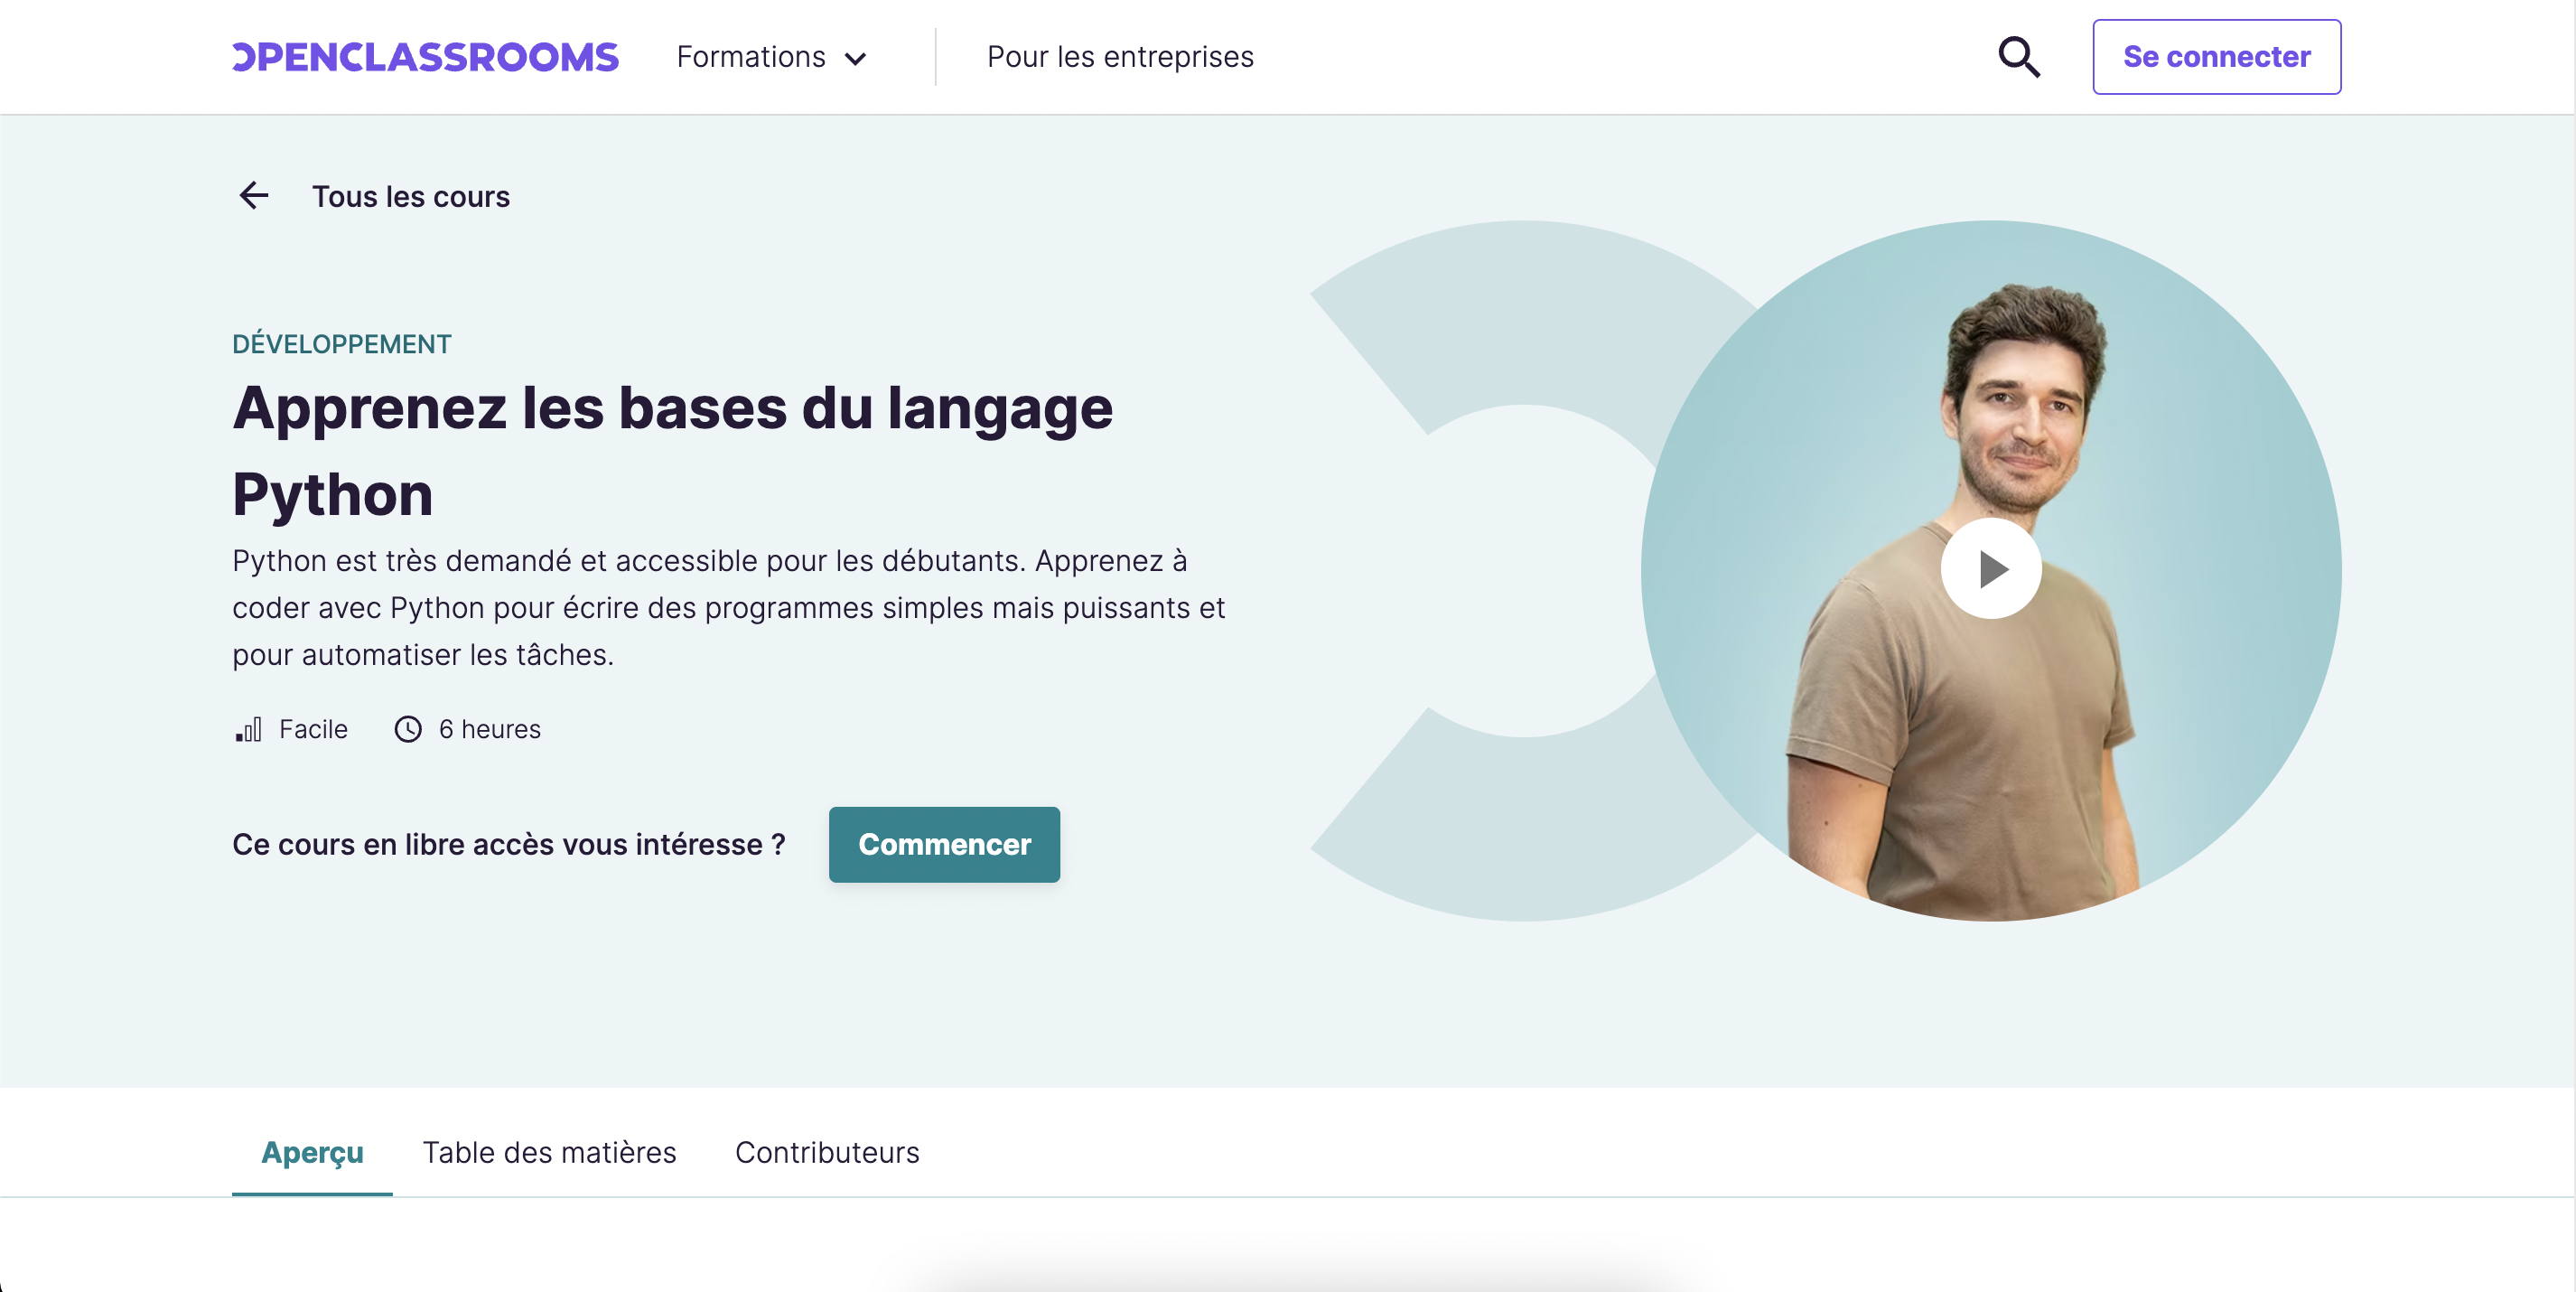 OPENCLASSROOMS
Formations
Pour les entreprises
Se connecter
Tous les cours
DÉVELOPPEMENT
Apprenez les bases du langage
Python
Python est très demandé et accessible pour les débutants. Apprenez à
coder avec Python pour écrire des programmes simples mais puissants et
pour automatiser les tâches.
Facile
6 heures
Ce cours en libre accès vous intéresse ?
Commencer
Aperçu
Table des matières
Contributeurs